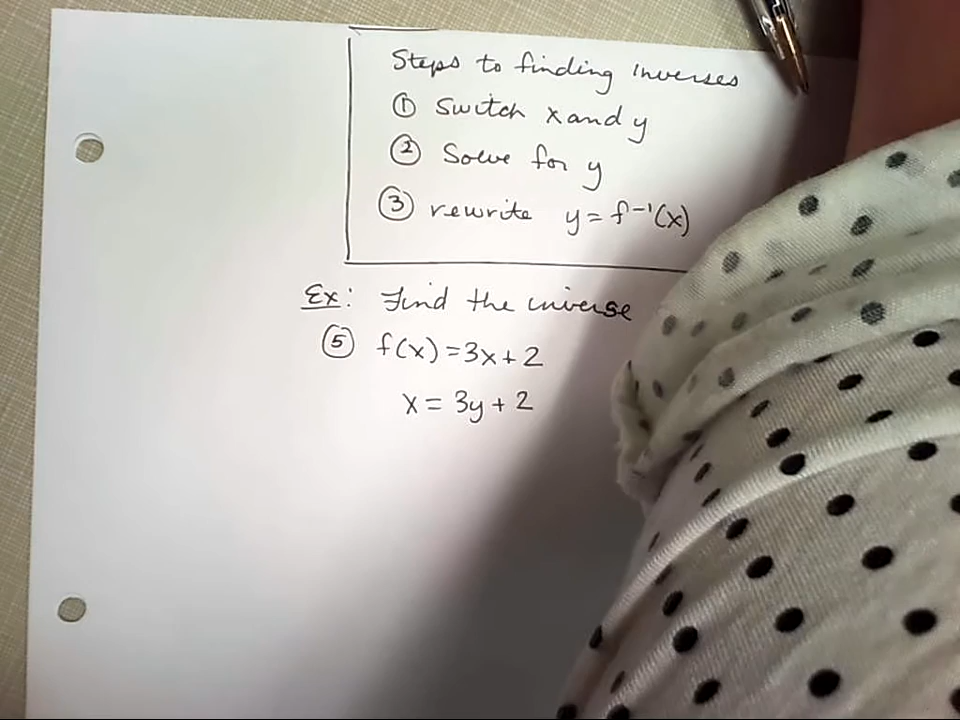 Steps to finding inverses
① switch x and y
② Solve for y
③ rewrite y = f⁻¹(x)
Ex: Find the inverse
⑤ f(x) = 3x + 2
x = 3y + 2